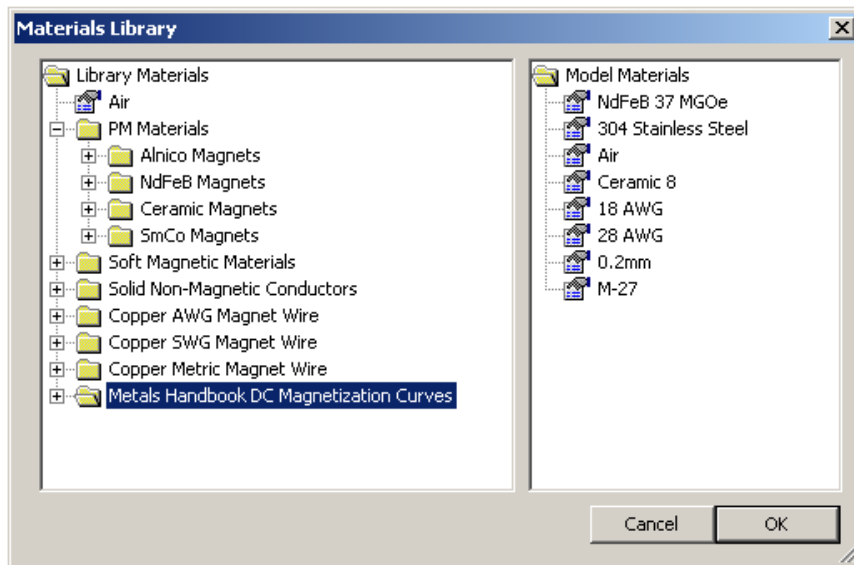 Materials Library
Library Materials
Air
PM Materials
Alnico Magnets
NdFeB Magnets
Ceramic Magnets
SmCo Magnets
Soft Magnetic Materials
Solid Non-Magnetic Conductors
Copper AWG Magnet Wire
Copper SWG Magnet Wire
Copper Metric Magnet Wire
Metals Handbook DC Magnetization Curves
Model Materials
NdFeB 37 MGOe
304 Stainless Steel
Air
Ceramic 8
18 AWG
28 AWG
0.2mm
M-27
Cancel
OK